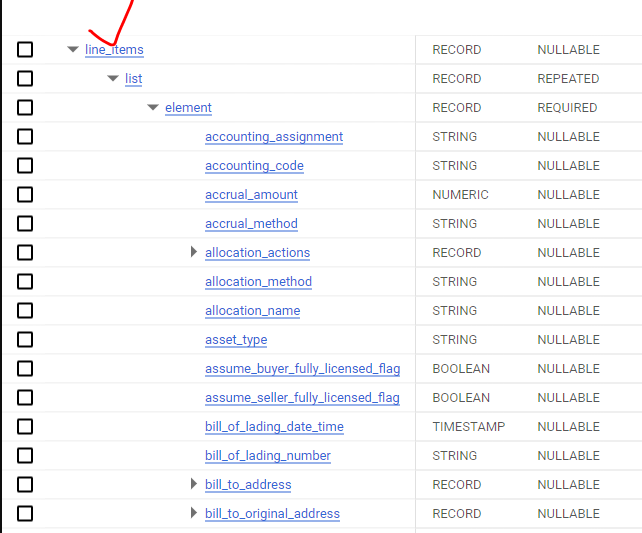 line_items RECORD NULLABLE
list RECORD REPEATED
element RECORD REQUIRED
accounting_assignment STRING NULLABLE
accounting_code STRING NULLABLE
accrual_amount NUMERIC NULLABLE
accrual_method STRING NULLABLE
allocation_actions RECORD NULLABLE
allocation_method STRING NULLABLE
allocation_name STRING NULLABLE
asset_type STRING NULLABLE
assume_buyer_fully_licensed_flag BOOLEAN NULLABLE
assume_seller_fully_licensed_flag BOOLEAN NULLABLE
bill_of_lading_date_time TIMESTAMP NULLABLE
bill_of_lading_number STRING NULLABLE
bill_to_address RECORD NULLABLE
bill_to_original_address RECORD NULLABLE